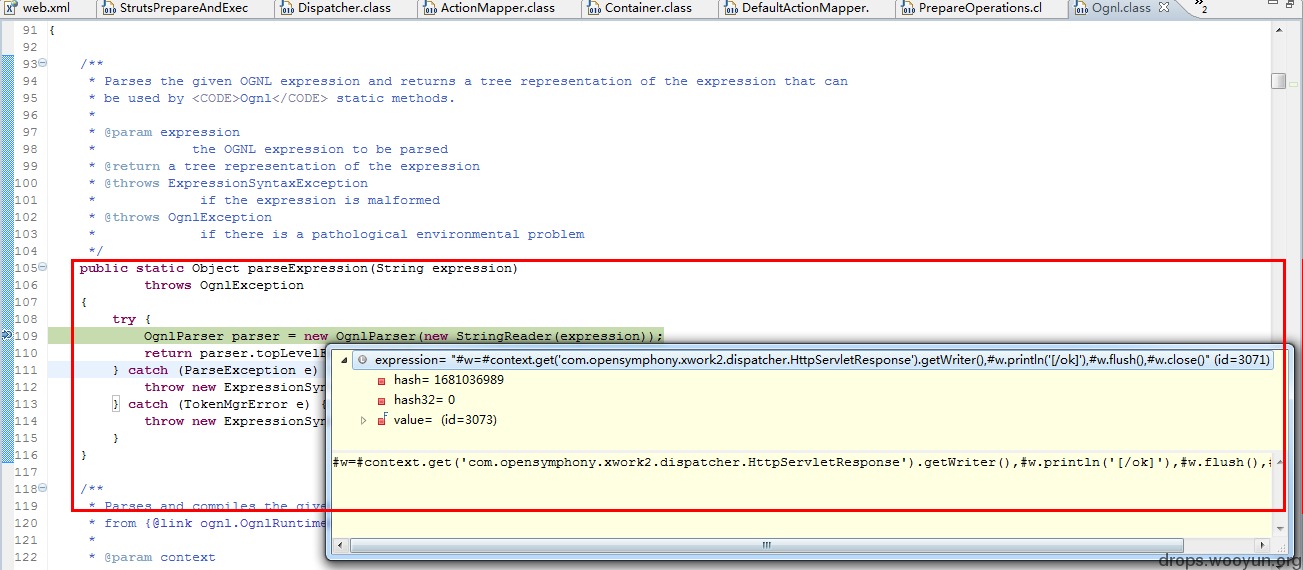 web.xml StrutsPrepareAndExec Dispatcher.class ActionMapper.class Container.class DefaultActionMapper. PrepareOperations.cl Ognl.class »2
91 {
92
93 /**
94 * Parses the given OGNL expression and returns a tree representation of the expression that can
95 * be used by <CODE>Ognl</CODE> static methods.
96 *
97 * @param expression
98 * the OGNL expression to be parsed
99 * @return a tree representation of the expression
100 * @throws ExpressionSyntaxException
101 * if the expression is malformed
102 * @throws OgnlException
103 * if there is a pathological environmental problem
104 */
105 public static Object parseExpression(String expression)
106 throws OgnlException
107 {
108 try {
109 OgnlParser parser = new OgnlParser(new StringReader(expression));
110 return parser.topLevelE
111 } catch (ParseException e)
112 throw new ExpressionSyn
113 } catch (TokenMgrError e) {
114 throw new ExpressionSyn
115 }
116 }
117
118 /**
119 * Parses and compiles the give
120 * from {@link ognl.OgnlRuntime
121 *
122 * @param context
expression= "#w=#context.get('com.opensymphony.xwork2.dispatcher.HttpServletResponse').getWriter(),#w.println('[/ok]'),#w.flush(),#w.close()" (id=3071)
hash= 1681036989
hash32= 0
value= (id=3073)
#w=#context.get('com.opensymphony.xwork2.dispatcher.HttpServletResponse').getWriter(),#w.println('[/ok]'),#w.flush(),#
drops.wooyun.org